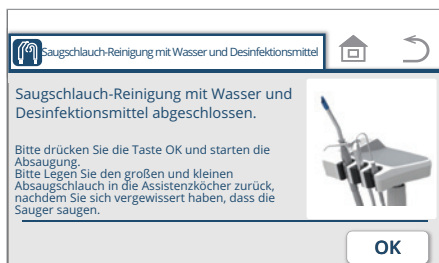 Saugschlauch-Reinigung mit Wasser und Desinfektionsmittel
Saugschlauch-Reinigung mit Wasser und
Desinfektionsmittel abgeschlossen.
Bitte drücken Sie die Taste OK und starten die
Absaugung.
Bitte Legen Sie den großen und kleinen
Absaugschlauch in die Assistenzköcher zurück,
nachdem Sie sich vergewissert haben, dass die
Sauger saugen.
OK